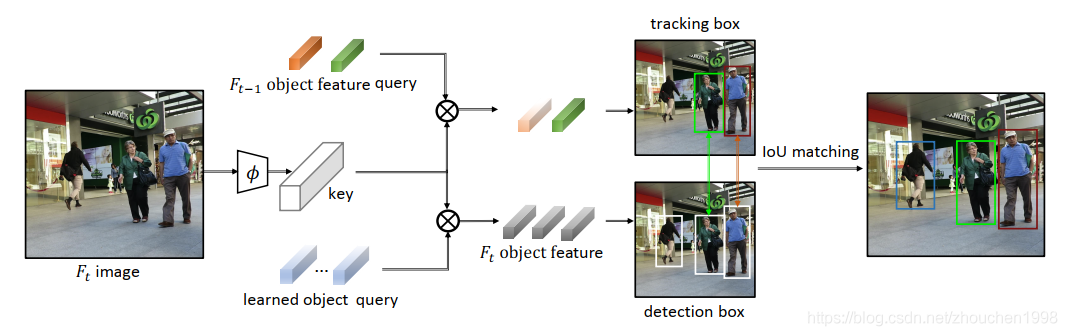 tracking box
F_{t-1} object feature query
IoU matching
ϕ
key
F_t object feature
F_t image
learned object query
...
detection box
https://blog.csdn.net/zhouchen1998